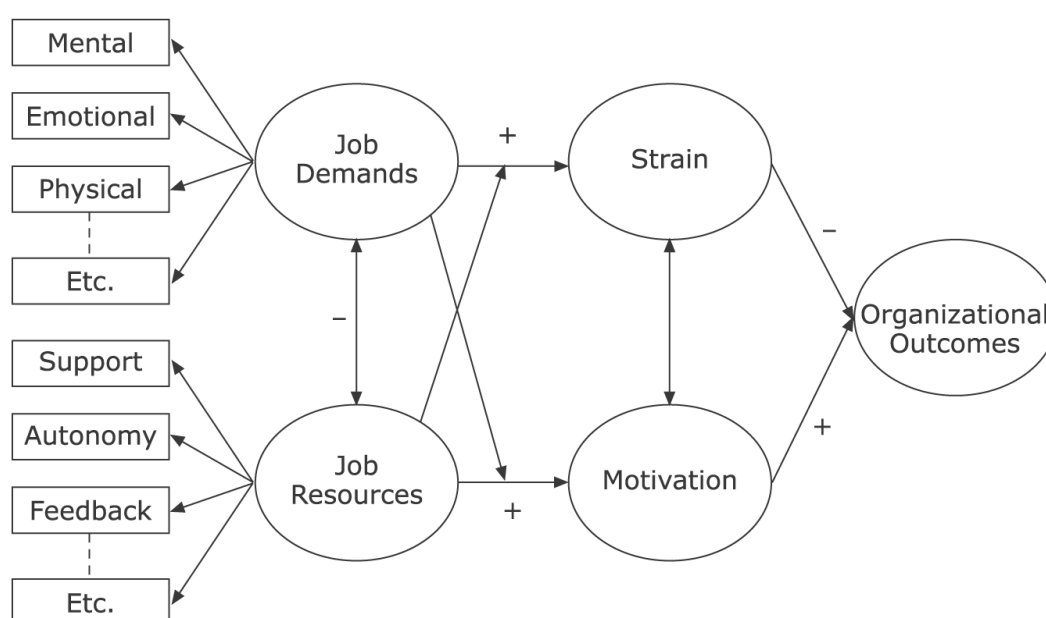 Mental
Emotional
Physical
Etc.
Support
Autonomy
Feedback
Etc.
Job
Demands
Job
Resources
+
–
+
Strain
Motivation
–
+
Organizational
Outcomes